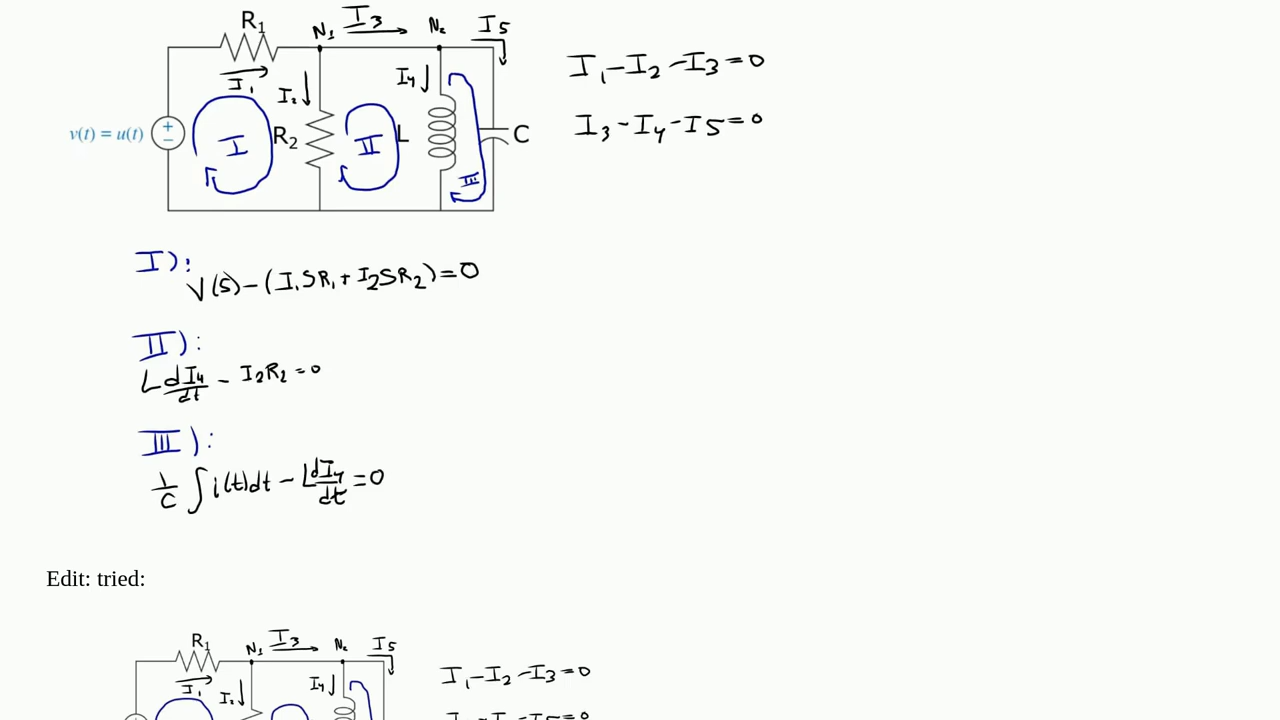 R₁ N₁ I₃ N₂ I5
I₁ I₂ I₄
I₁-I₂-I₃=0
v(t) = u(t) + − I R₂ II L III C
I₃-I₄-I5=0
I):
V(S)-(I₁SR₁+I₂SR₂)=0
II):
L dI₄/dt - I₂R₂=0
III):
1/C ∫i(t)dt - L dI₄/dt = 0
Edit: tried:
R₁ N₁ I₃ N₂ I5
I₁ I₂ I₄
I₁-I₂-I₃=0